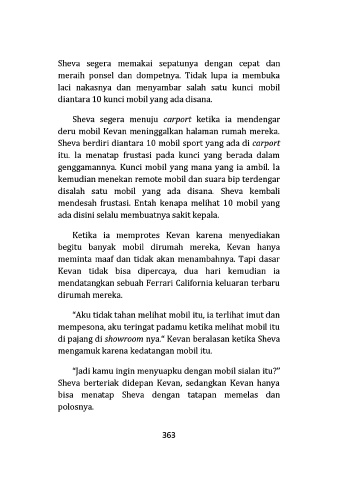 Sheva segera memakai sepatunya dengan cepat dan
meraih ponsel dan dompetnya. Tidak lupa ia membuka
laci nakasnya dan menyambar salah satu kunci mobil
diantara 10 kunci mobil yang ada disana.
Sheva segera menuju carport ketika ia mendengar
deru mobil Kevan meninggalkan halaman rumah mereka.
Sheva berdiri diantara 10 mobil sport yang ada di carport
itu. Ia menatap frustasi pada kunci yang berada dalam
genggamannya. Kunci mobil yang mana yang ia ambil. Ia
kemudian menekan remote mobil dan suara bip terdengar
disalah satu mobil yang ada disana. Sheva kembali
mendesah frustasi. Entah kenapa melihat 10 mobil yang
ada disini selalu membuatnya sakit kepala.
Ketika ia memprotes Kevan karena menyediakan
begitu banyak mobil dirumah mereka, Kevan hanya
meminta maaf dan tidak akan menambahnya. Tapi dasar
Kevan tidak bisa dipercaya, dua hari kemudian ia
mendatangkan sebuah Ferrari California keluaran terbaru
dirumah mereka.
“Aku tidak tahan melihat mobil itu, ia terlihat imut dan
mempesona, aku teringat padamu ketika melihat mobil itu
di pajang di showroom nya.” Kevan beralasan ketika Sheva
mengamuk karena kedatangan mobil itu.
“Jadi kamu ingin menyuapku dengan mobil sialan itu?”
Sheva berteriak didepan Kevan, sedangkan Kevan hanya
bisa menatap Sheva dengan tatapan memelas dan
polosnya.
363